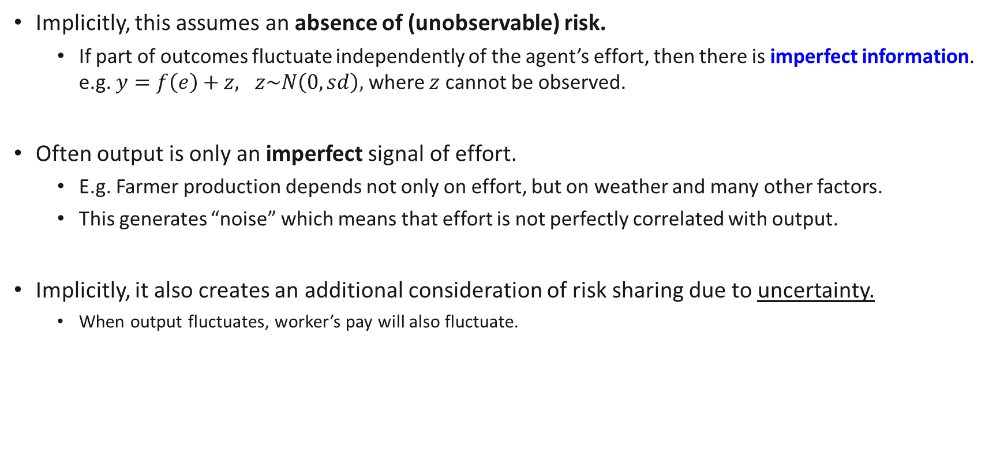 • Implicitly, this assumes an absence of (unobservable) risk.
• If part of outcomes fluctuate independently of the agent’s effort, then there is imperfect information.
e.g. y = f(e) + z,   z~N(0, sd), where z cannot be observed.
• Often output is only an imperfect signal of effort.
• E.g. Farmer production depends not only on effort, but on weather and many other factors.
• This generates “noise” which means that effort is not perfectly correlated with output.
• Implicitly, it also creates an additional consideration of risk sharing due to uncertainty.
• When output fluctuates, worker’s pay will also fluctuate.